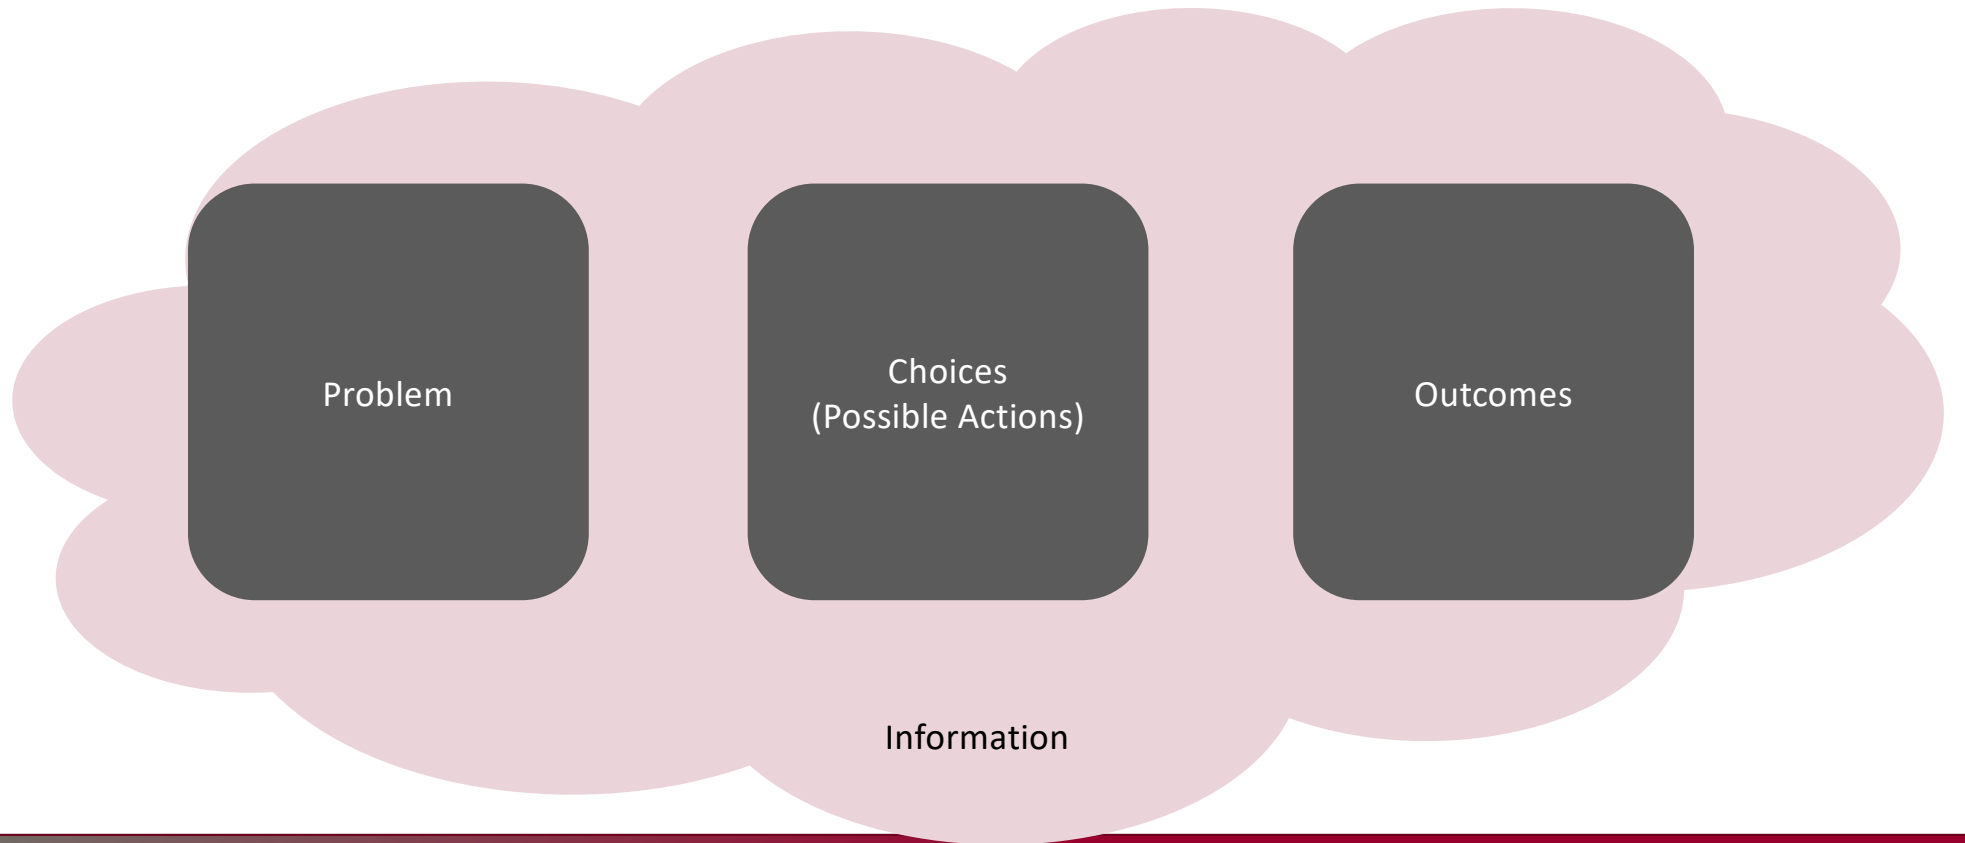 Problem
Choices
(Possible Actions)
Outcomes
Information